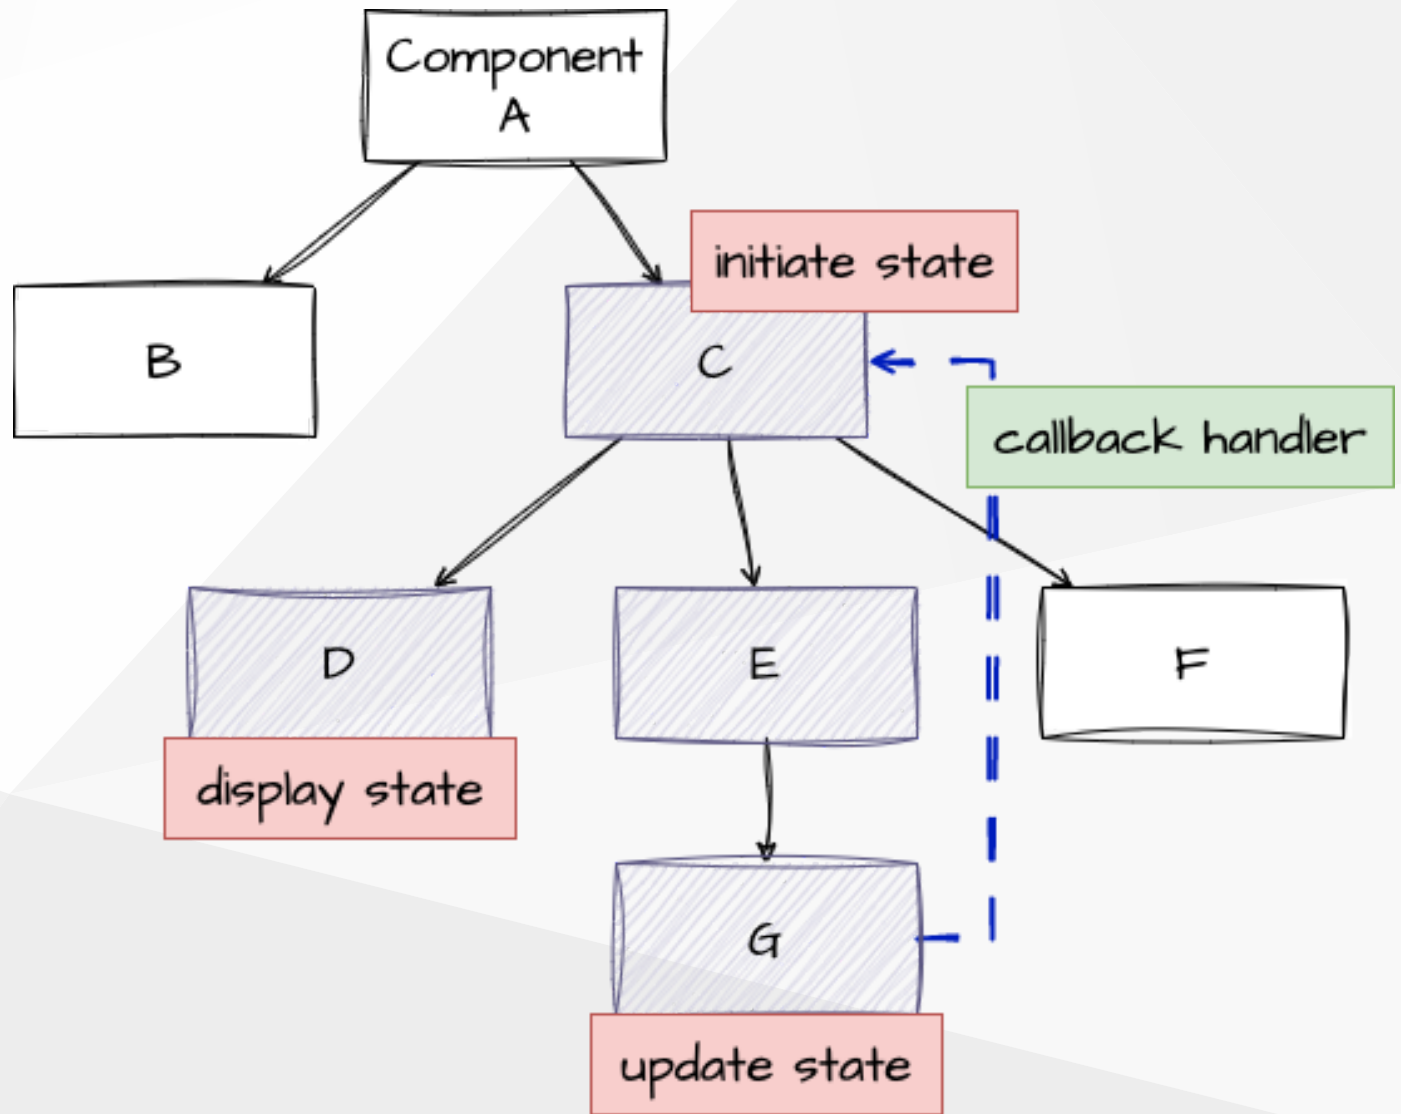 Component
A
initiate state
B
C
callback handler
D
E
F
display state
G
update state